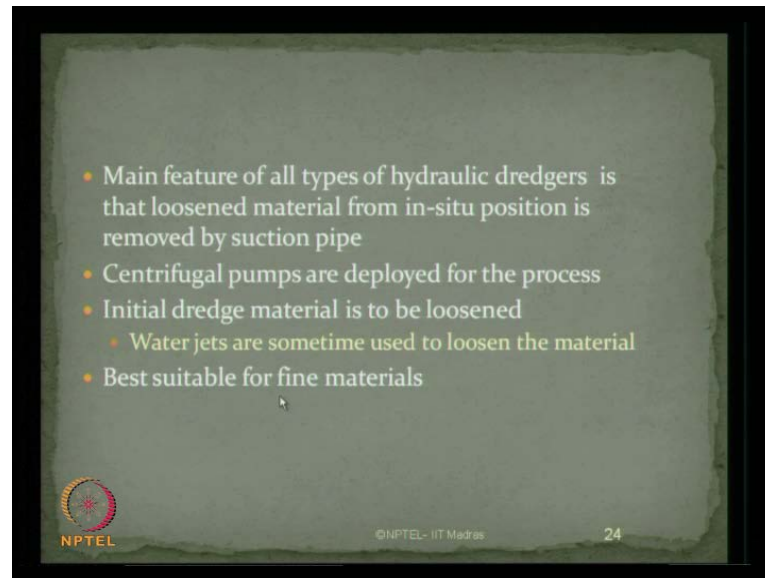 • Main feature of all types of hydraulic dredgers is
that loosened material from in-situ position is
removed by suction pipe
• Centrifugal pumps are deployed for the process
• Initial dredge material is to be loosened
• Water jets are sometime used to loosen the material
• Best suitable for fine materials
NPTEL
©NPTEL- IIT Madras
24